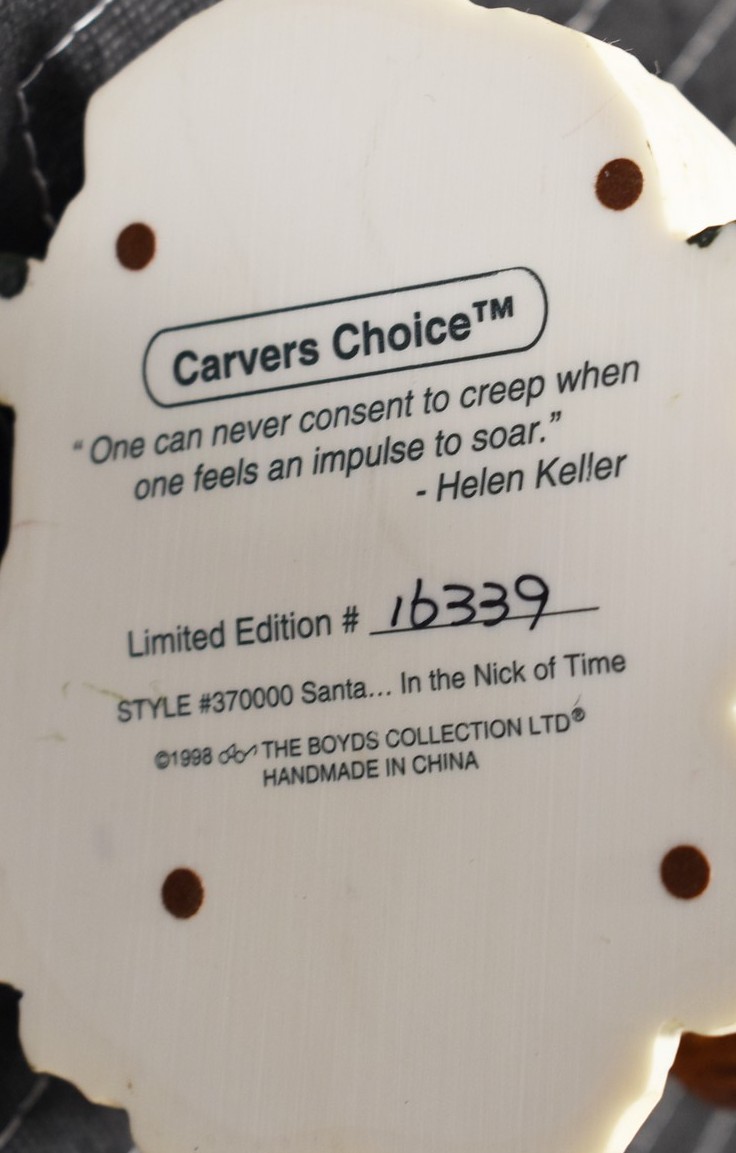 Carvers Choice™
“One can never consent to creep when
one feels an impulse to soar.”
- Helen Keller
Limited Edition # 16339
STYLE #370000 Santa... In the Nick of Time
©1998 THE BOYDS COLLECTION LTD®
HANDMADE IN CHINA